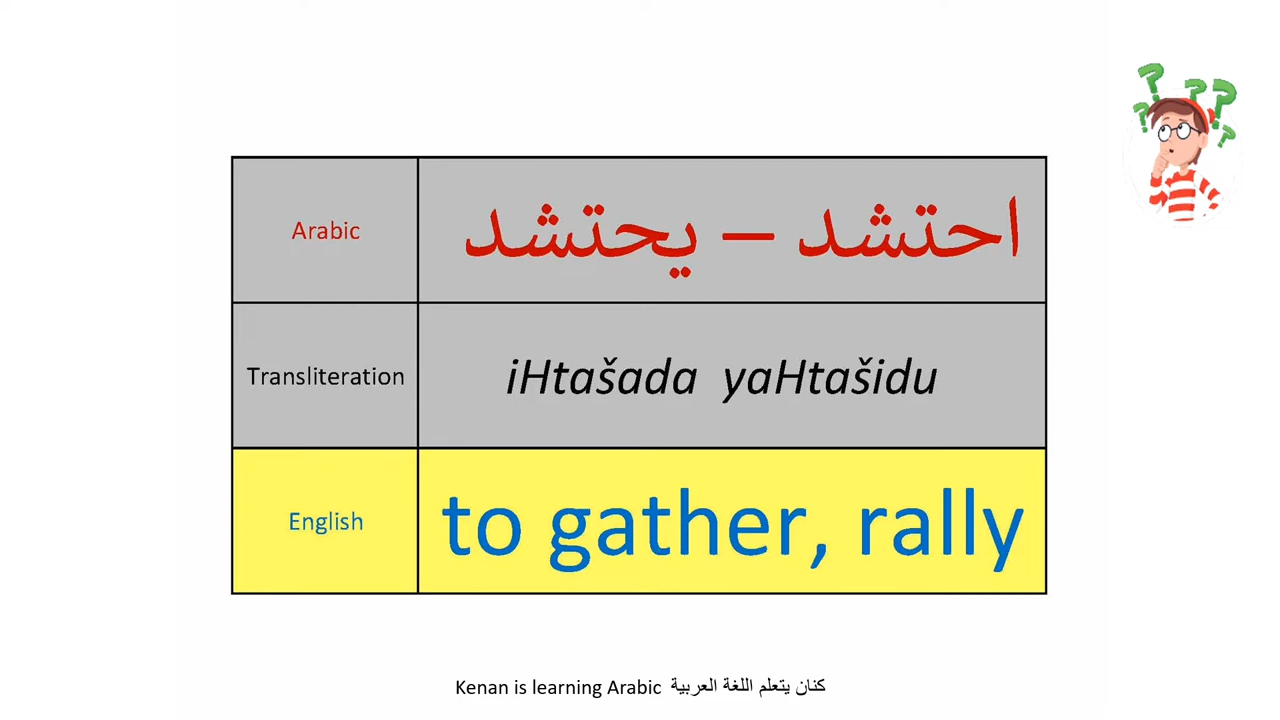 Arabic احتشد – يحتشد
Transliteration iHtašada yaHtašidu
English to gather, rally
Kenan is learning Arabic كنان يتعلم اللغة العربية